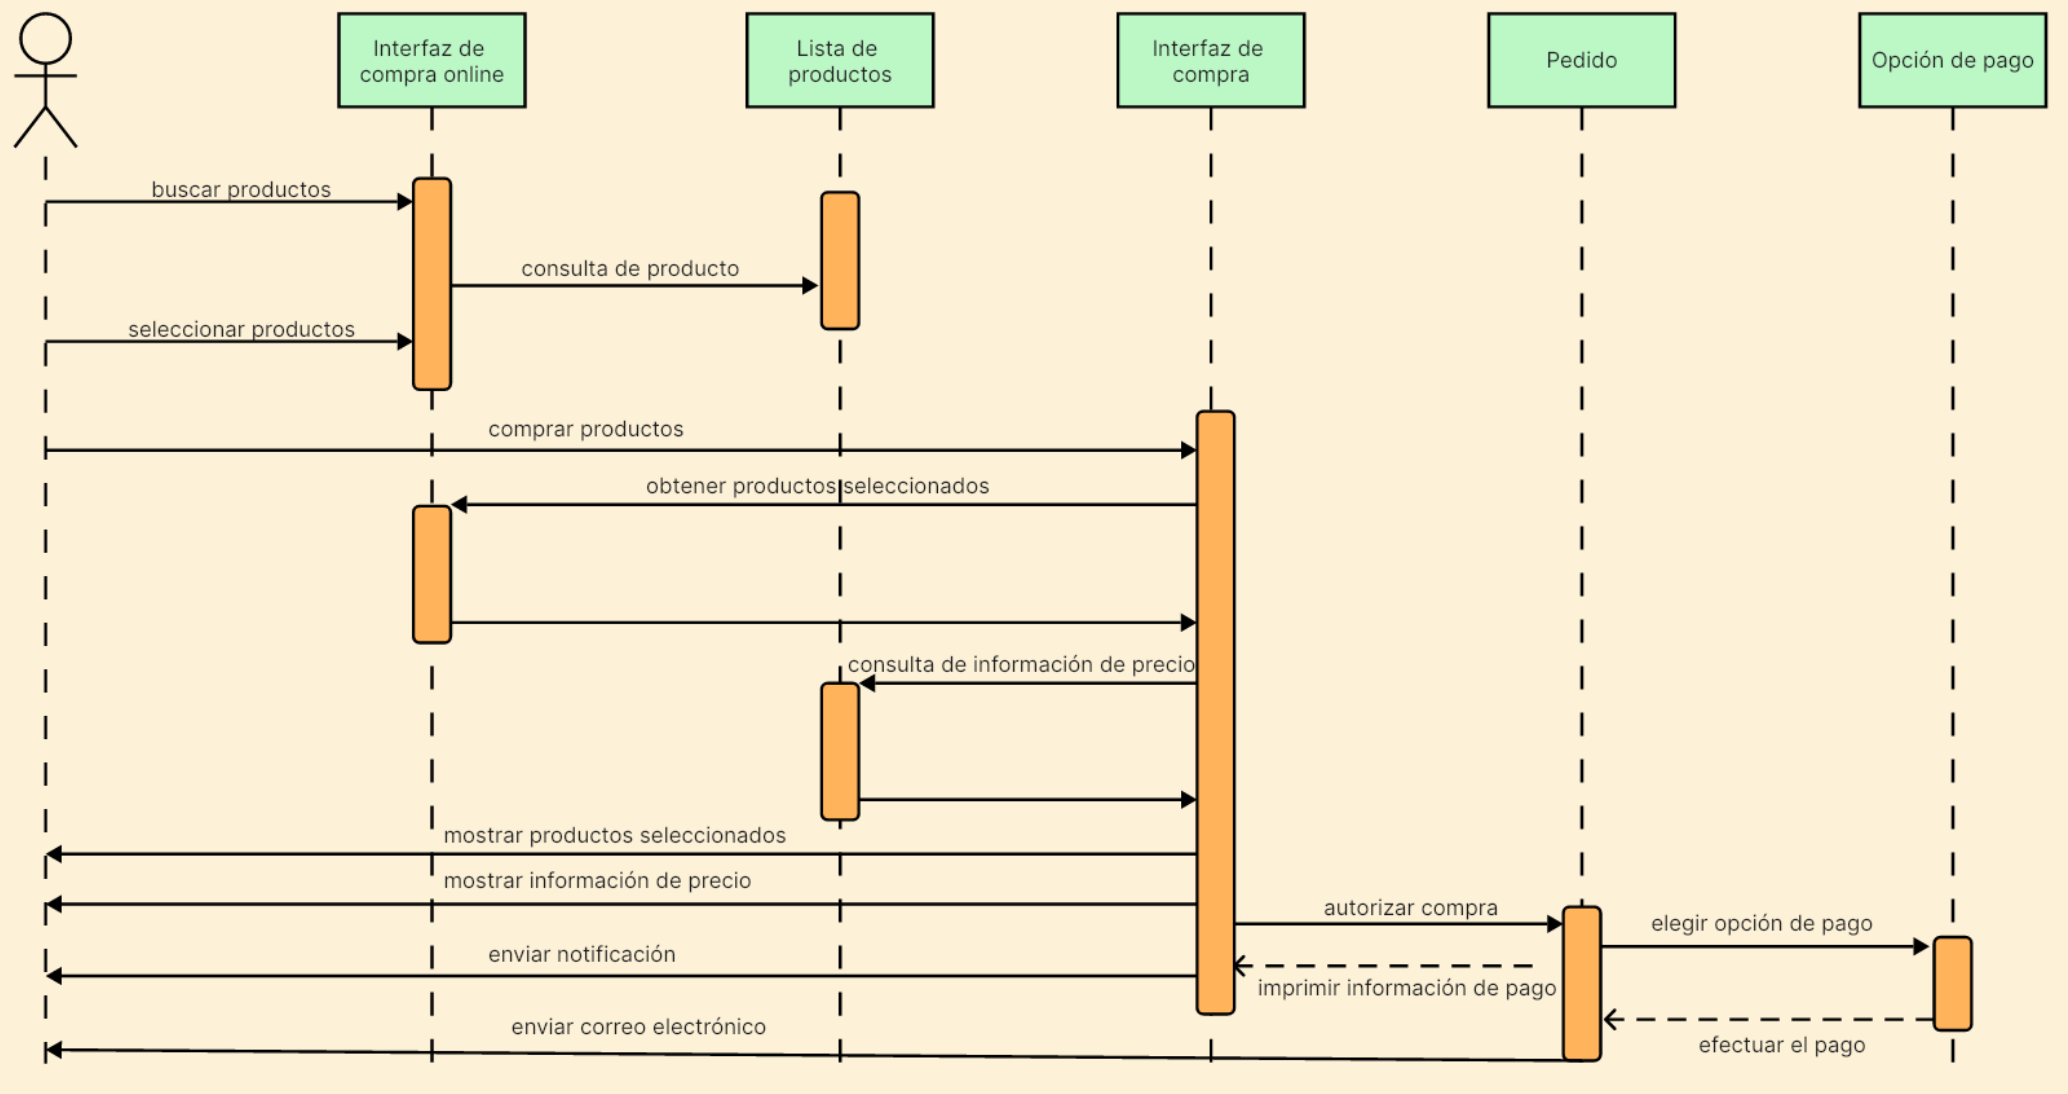 Interfaz de
compra online
Lista de
productos
Interfaz de
compra
Pedido
Opción de pago
buscar productos
consulta de producto
seleccionar productos
comprar productos
obtener productos seleccionados
consulta de información de precio
mostrar productos seleccionados
mostrar información de precio
autorizar compra
elegir opción de pago
enviar notificación
imprimir información de pago
enviar correo electrónico
efectuar el pago